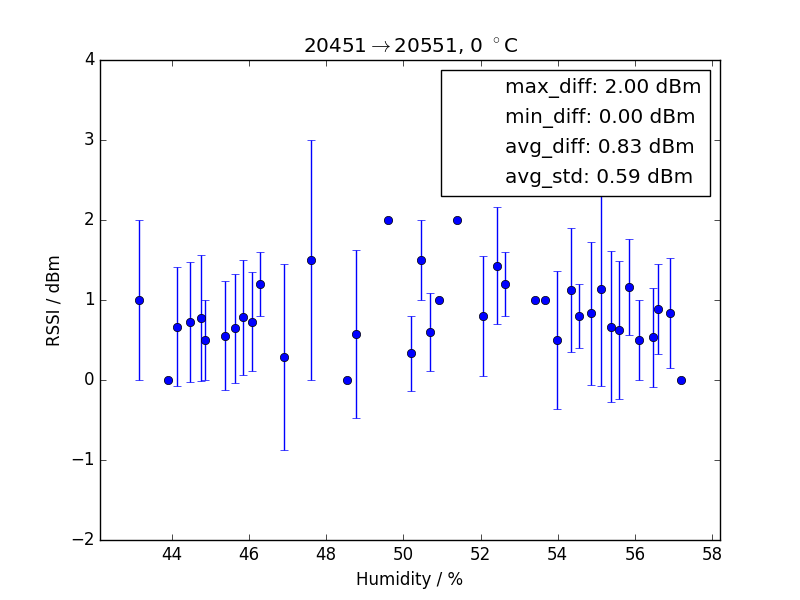 20451→20551, 0 °C
max_diff: 2.00 dBm
min_diff: 0.00 dBm
avg_diff: 0.83 dBm
avg_std: 0.59 dBm
RSSI / dBm
4
3
2
1
0
−1
−2
44 46 48 50 52 54 56 58
Humidity / %